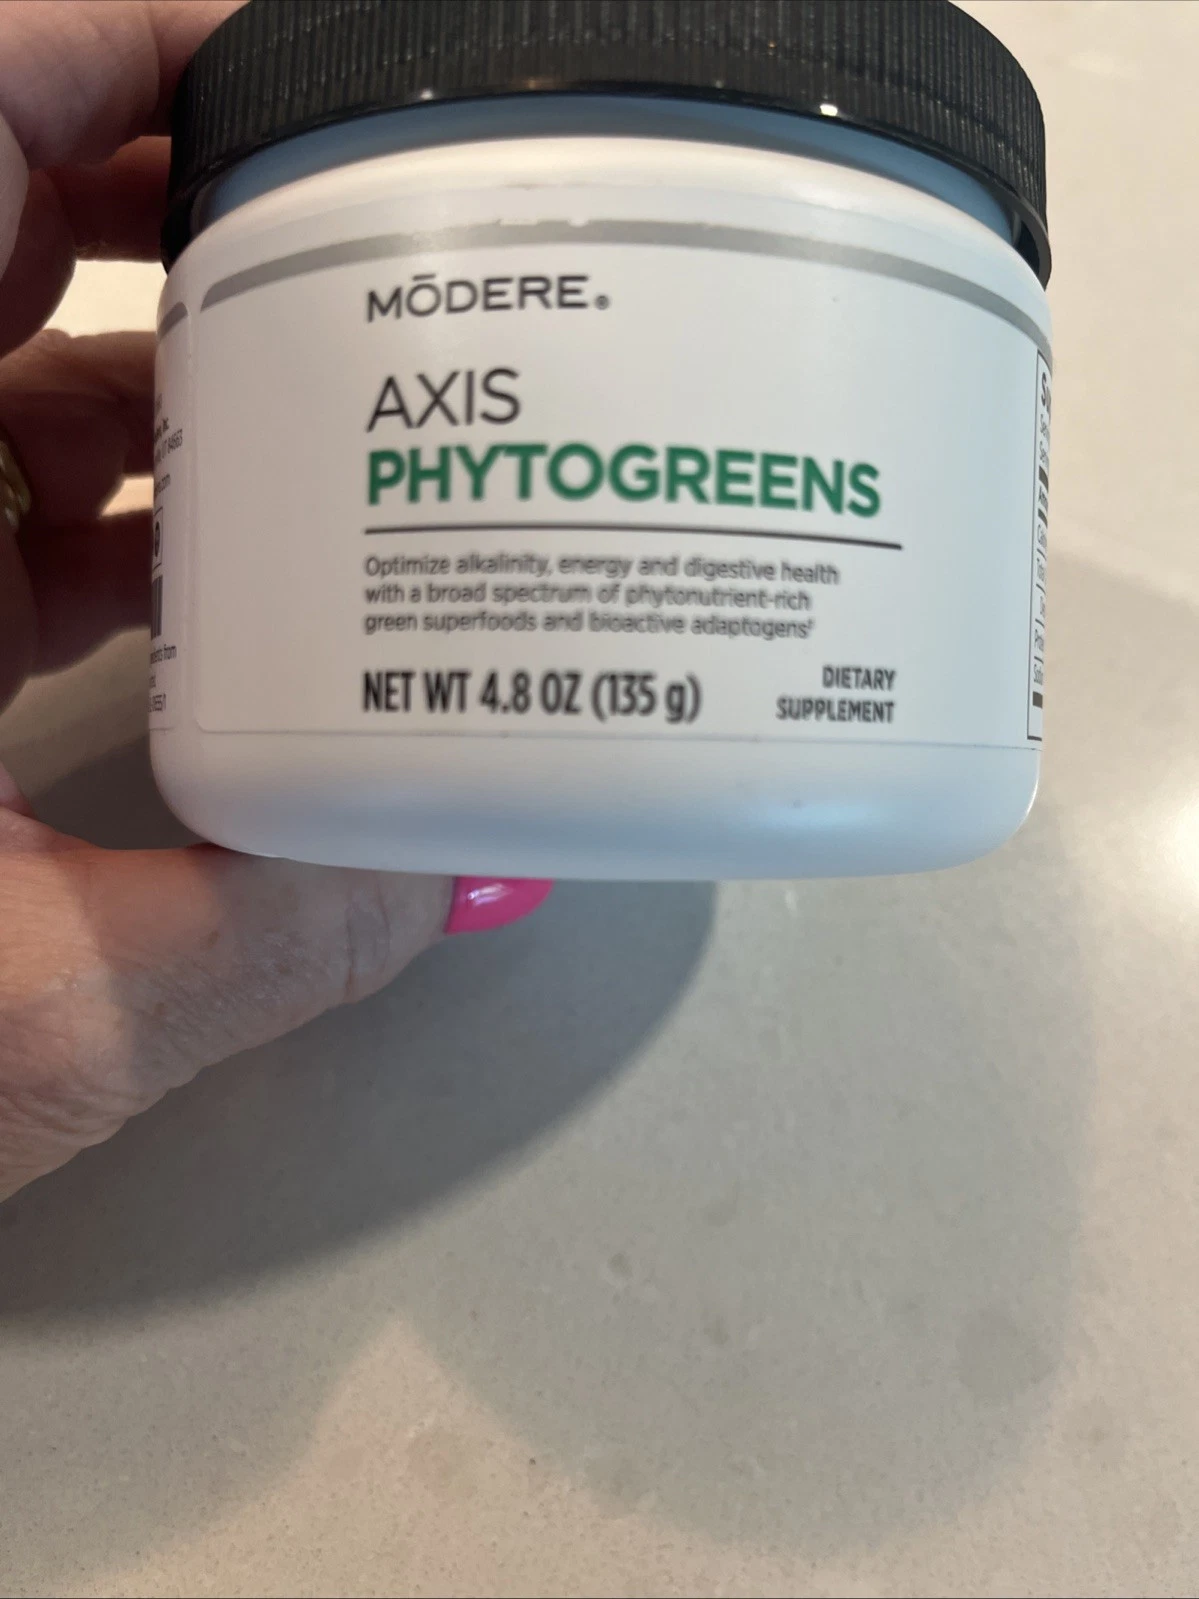 MŌDERE®
AXIS
PHYTOGREENS
Optimize alkalinity, energy and digestive health
with a broad spectrum of phytonutrient-rich
green superfoods and bioactive adaptogens†
NET WT 4.8 OZ (135 g)
DIETARY
SUPPLEMENT